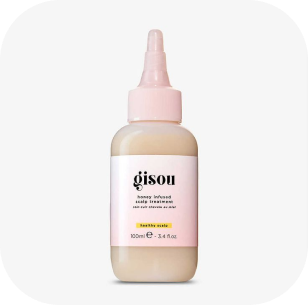 gisou
honey infused
scalp treatment
healthy scalp
100ml e - 3.4 fl.oz